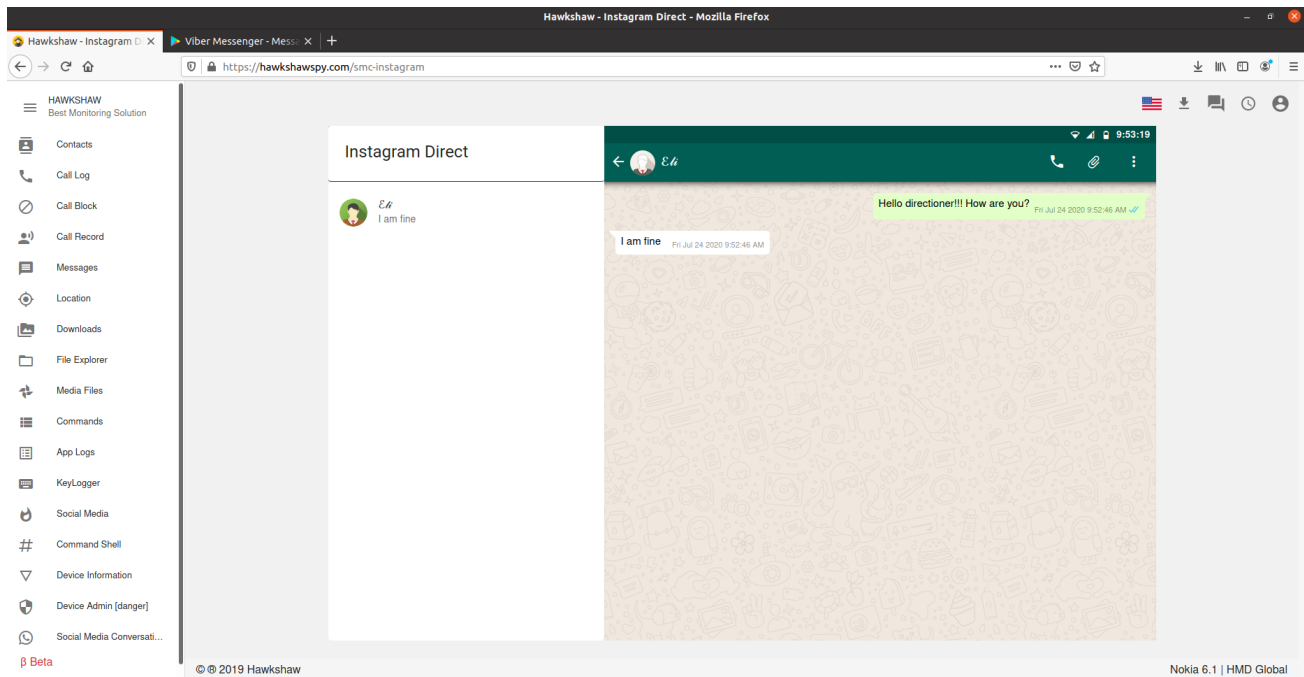 Hawkshaw - Instagram Direct - Mozilla Firefox
Hawkshaw - Instagram D
Viber Messenger - Messa
https://hawkshawspy.com/smc-instagram
HAWKSHAW
Best Monitoring Solution
Contacts
Call Log
Call Block
Call Record
Messages
Location
Downloads
File Explorer
Media Files
Commands
App Logs
KeyLogger
Social Media
Command Shell
Device Information
Device Admin [danger]
Social Media Conversati...
β Beta
Instagram Direct
ℰ𝓁𝒾
I am fine
9:53:19
ℰ𝓁𝒾
Hello directioner!!! How are you? Fri Jul 24 2020 9:52:46 AM
I am fine Fri Jul 24 2020 9:52:46 AM
© ® 2019 Hawkshaw
Nokia 6.1 | HMD Global